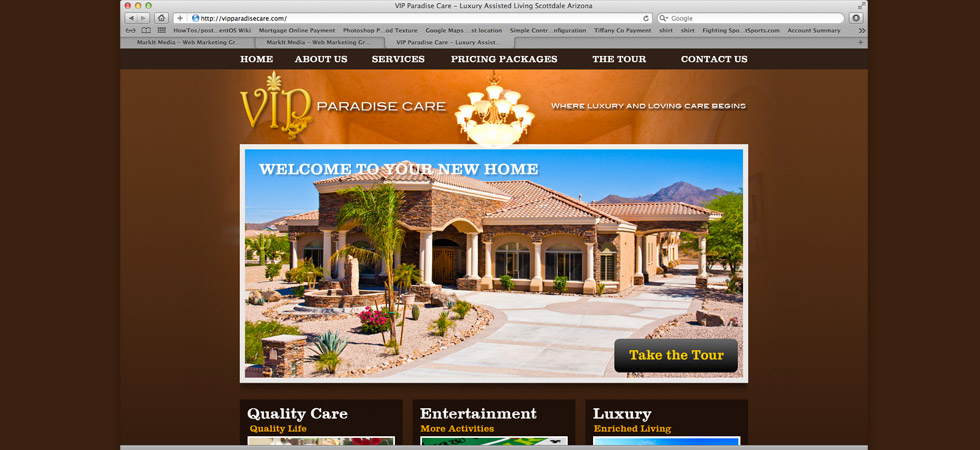 VIP Paradise Care – Luxury Assisted Living Scottdale Arizona
http://vipparadisecare.com/
Google
HowTos/post...entOS Wiki Mortgage Online Payment Photoshop P...od Texture Google Maps ...st location Simple Contr...nfiguration Tiffany Co Payment shirt shirt Fighting Spo...tSports.com Account Summary
MarkIt Media – Web Marketing Gr... MarkIt Media – Web Marketing Gr... VIP Paradise Care – Luxury Assist...
HOME ABOUT US SERVICES PRICING PACKAGES THE TOUR CONTACT US
VIP PARADISE CARE WHERE LUXURY AND LOVING CARE BEGINS
WELCOME TO YOUR NEW HOME
Take the Tour
Quality Care Entertainment Luxury
Quality Life More Activities Enriched Living